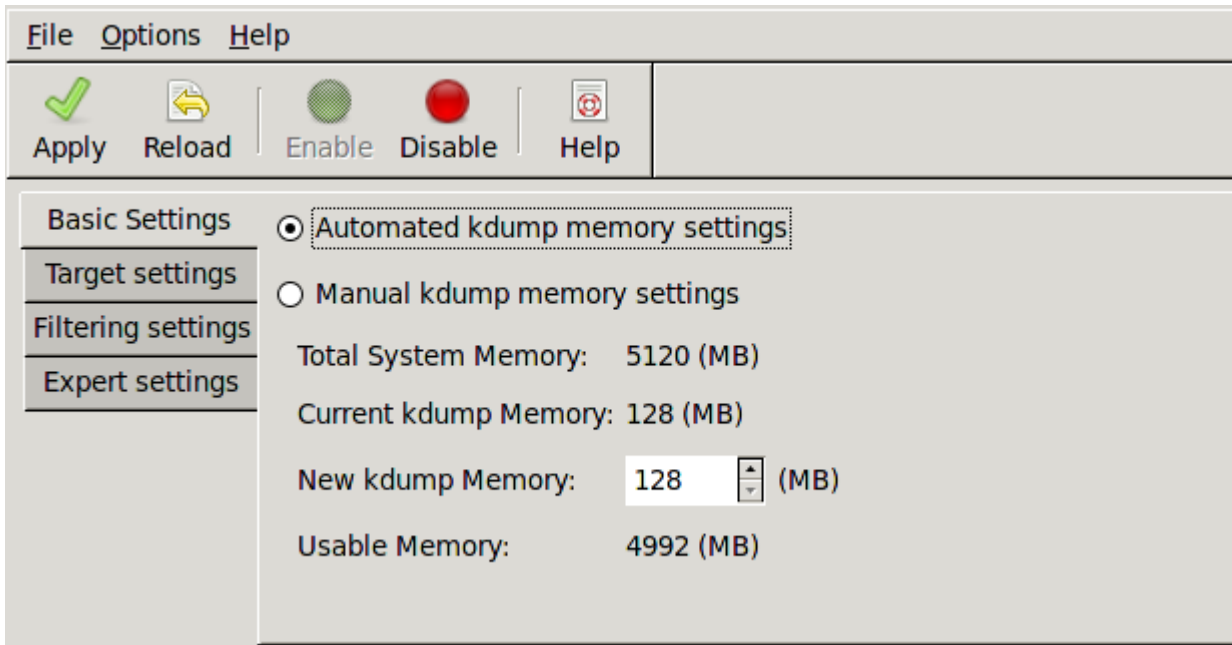 File Options Help
Apply Reload Enable Disable Help
Basic Settings
Target settings
Filtering settings
Expert settings
Automated kdump memory settings
Manual kdump memory settings
Total System Memory: 5120 (MB)
Current kdump Memory: 128 (MB)
New kdump Memory: 128 (MB)
Usable Memory: 4992 (MB)